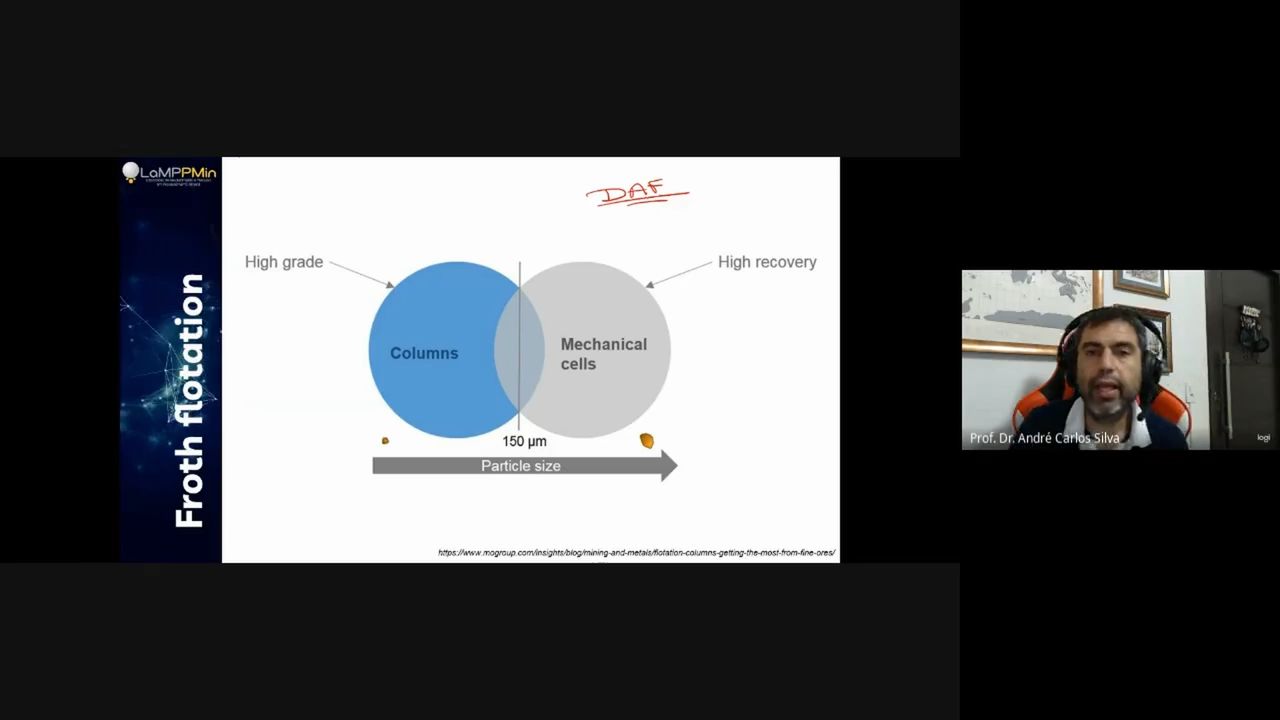 LaMPPMin
DAF
High grade
High recovery
Columns
Mechanical
cells
150 µm
Particle size
Froth flotation
https://www.mogroup.com/insights/blog/mining-and-metals/flotation-columns-getting-the-most-from-fine-ores/
Prof. Dr. André Carlos Silva
logi